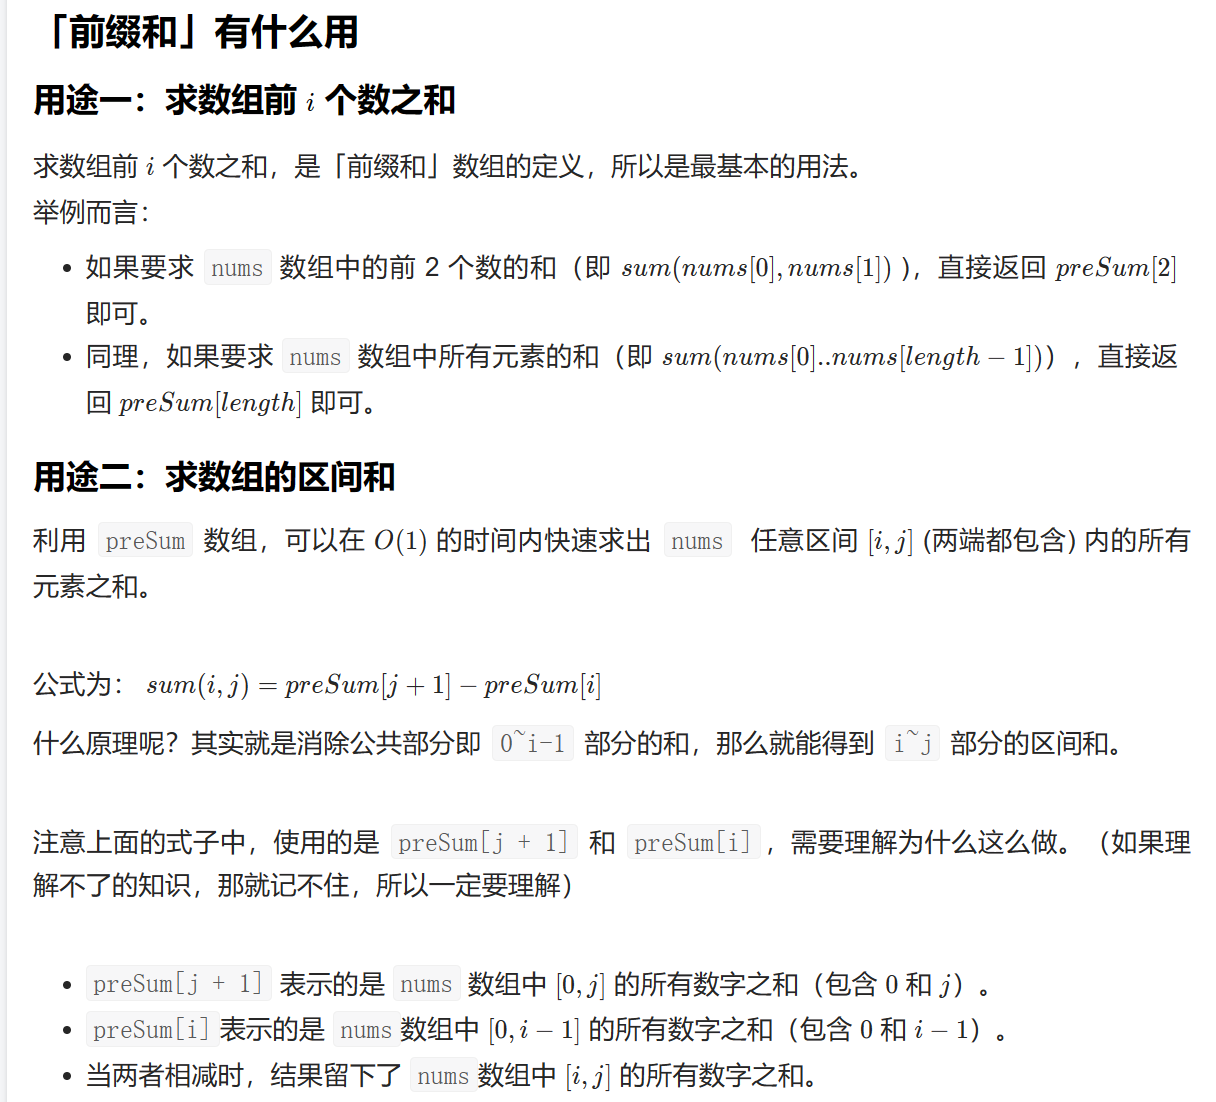 「前缀和」有什么用
用途一：求数组前 i 个数之和
求数组前 i 个数之和，是「前缀和」数组的定义，所以是最基本的用法。
举例而言：
• 如果要求 nums 数组中的前 2 个数的和（即 sum(nums[0], nums[1]) ），直接返回 preSum[2]
即可。
• 同理，如果要求 nums 数组中所有元素的和（即 sum(nums[0]..nums[length − 1])），直接返
回 preSum[length] 即可。
用途二：求数组的区间和
利用 preSum 数组，可以在 O(1) 的时间内快速求出 nums 任意区间 [i, j] (两端都包含) 内的所有
元素之和。
公式为： sum(i, j) = preSum[j + 1] − preSum[i]
什么原理呢？其实就是消除公共部分即 0~i-1 部分的和，那么就能得到 i~j 部分的区间和。
注意上面的式子中，使用的是 preSum[j + 1] 和 preSum[i]，需要理解为什么这么做。（如果理
解不了的知识，那就记不住，所以一定要理解）
• preSum[j + 1] 表示的是 nums 数组中 [0, j] 的所有数字之和（包含 0 和 j）。
• preSum[i] 表示的是 nums 数组中 [0, i − 1] 的所有数字之和（包含 0 和 i − 1）。
• 当两者相减时，结果留下了 nums 数组中 [i, j] 的所有数字之和。